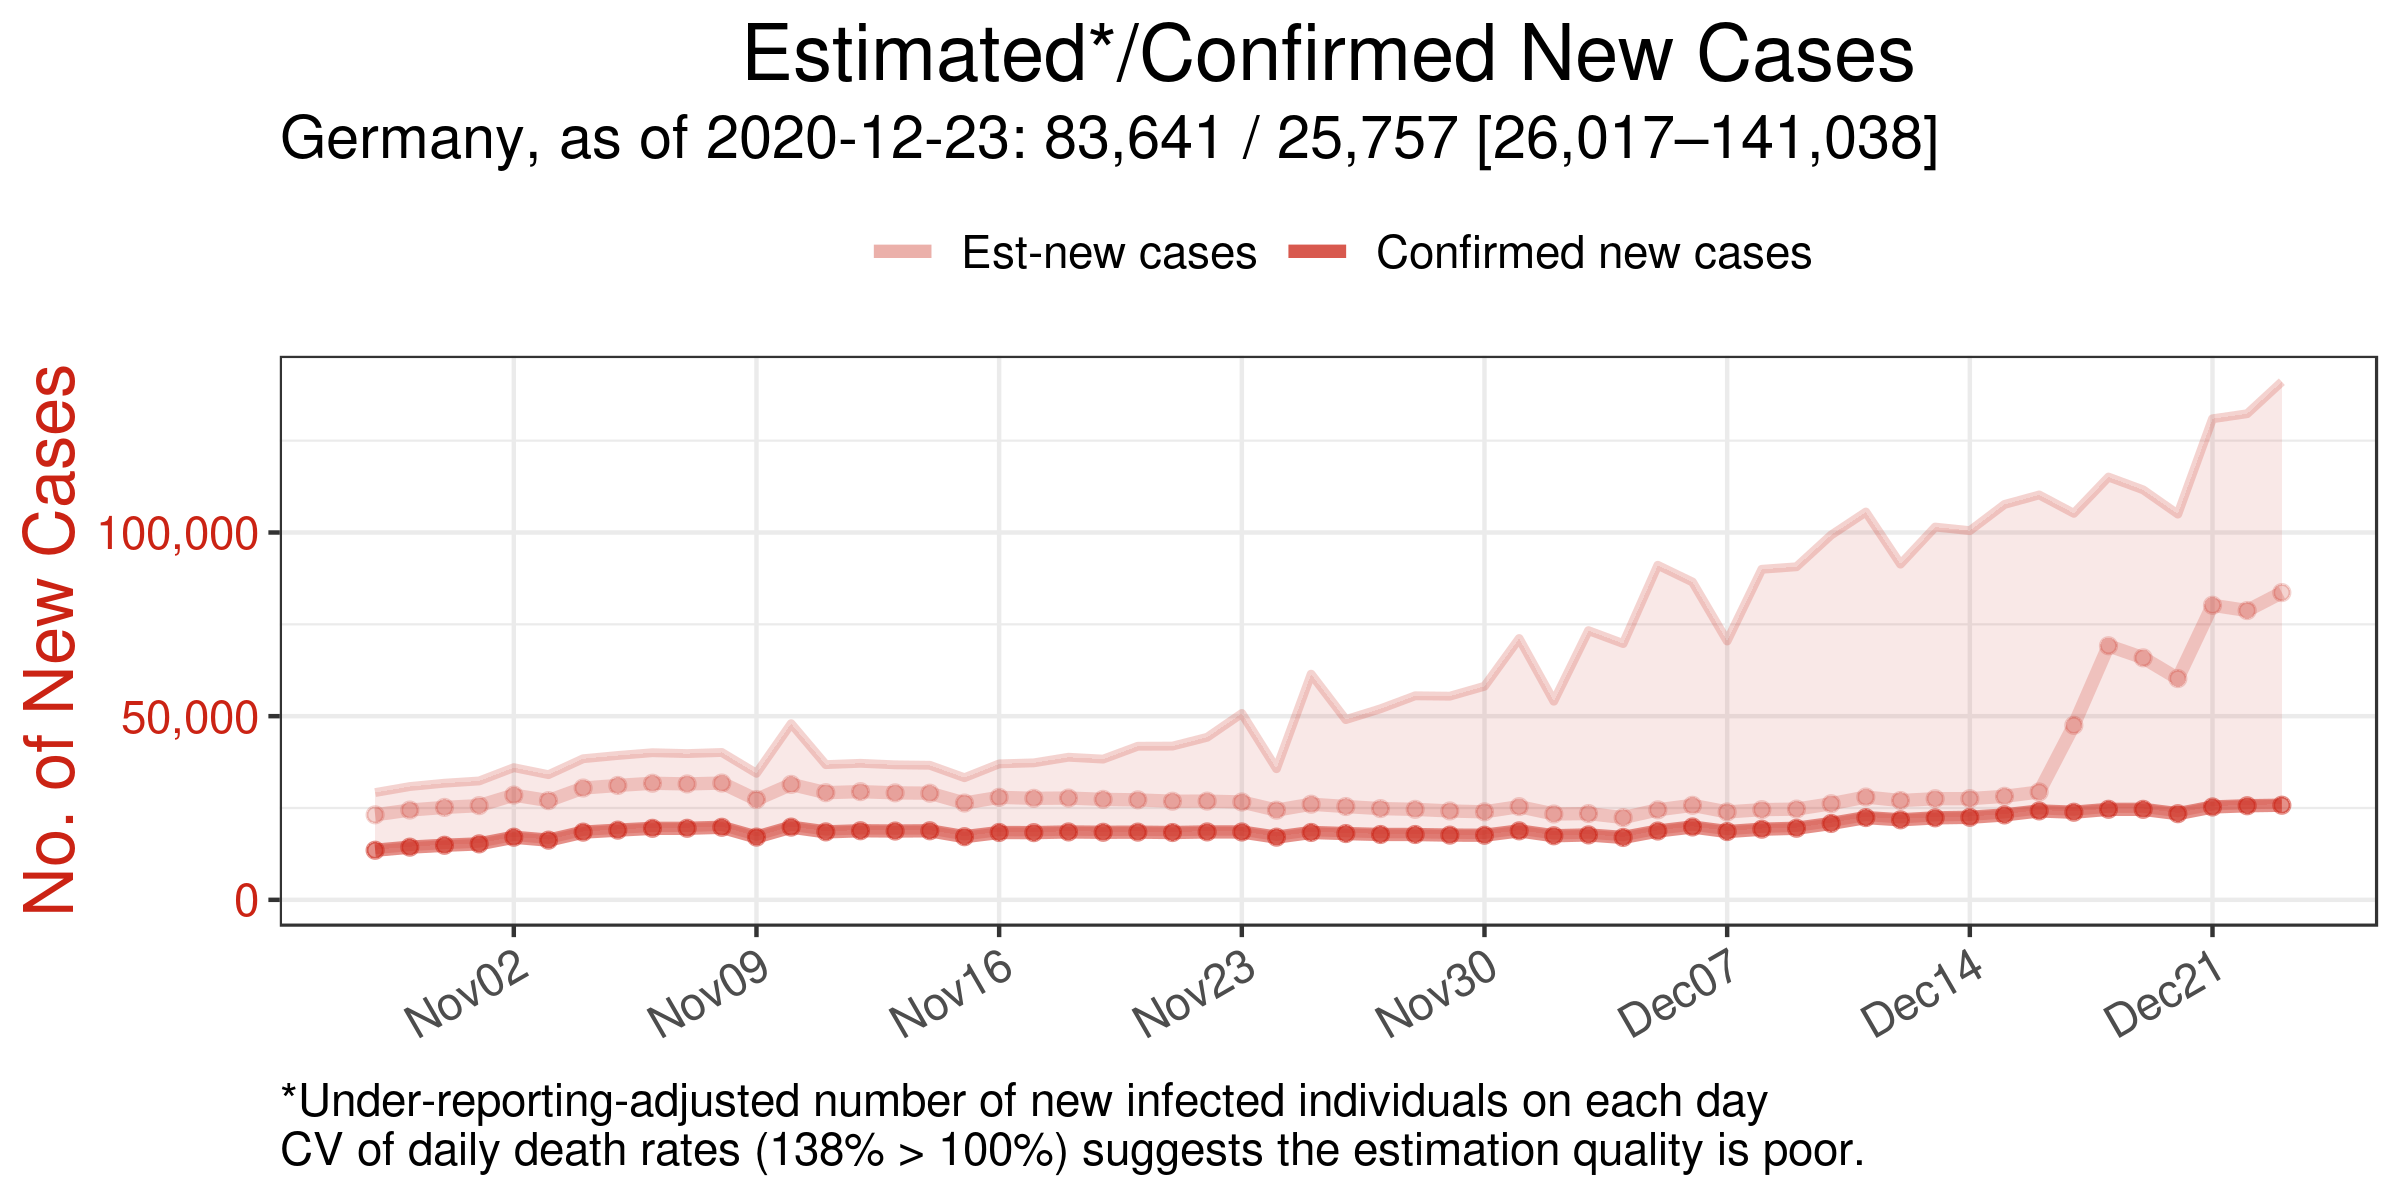 Estimated*/Confirmed New Cases
Germany, as of 2020-12-23: 83,641 / 25,757 [26,017–141,038]
Est-new cases
Confirmed new cases
No. of New Cases
100,000
50,000
0
Nov02
Nov09
Nov16
Nov23
Nov30
Dec07
Dec14
Dec21
*Under-reporting-adjusted number of new infected individuals on each day
CV of daily death rates (138% > 100%) suggests the estimation quality is poor.